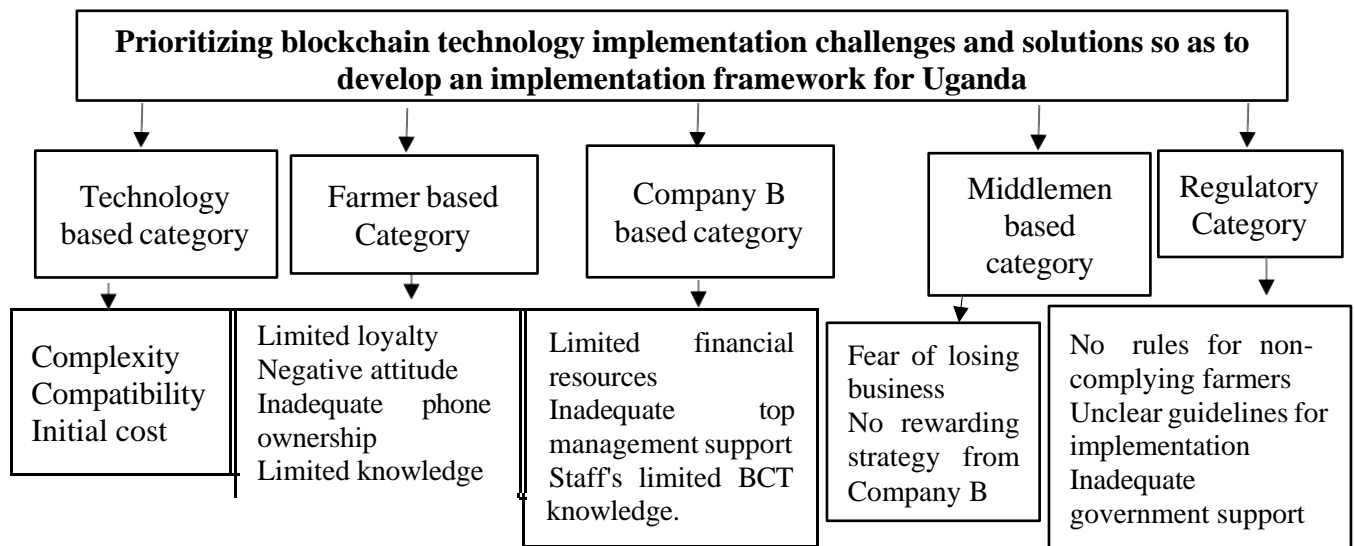 Prioritizing blockchain technology implementation challenges and solutions so as to
develop an implementation framework for Uganda
Technology
based category
Farmer based
Category
Company B
based category
Middlemen
based
category
Regulatory
Category
Complexity
Compatibility
Initial cost
Limited loyalty
Negative attitude
Inadequate phone
ownership
Limited knowledge
Limited financial
resources
Inadequate top
management support
Staff's limited BCT
knowledge.
Fear of losing
business
No rewarding
strategy from
Company B
No rules for non-
complying farmers
Unclear guidelines for
implementation
Inadequate
government support